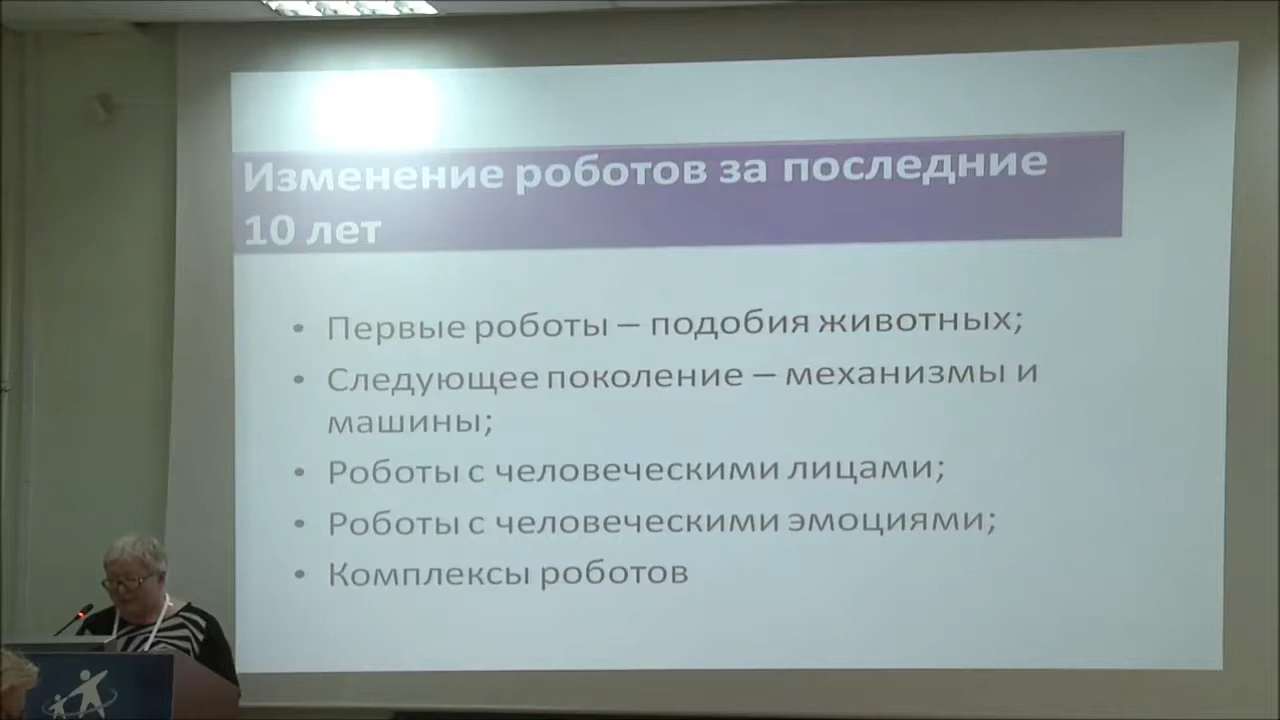 Изменение роботов за последние
10 лет
• Первые роботы – подобия животных;
• Следующее поколение – механизмы и
машины;
• Роботы с человеческими лицами;
• Роботы с человеческими эмоциями;
• Комплексы роботов